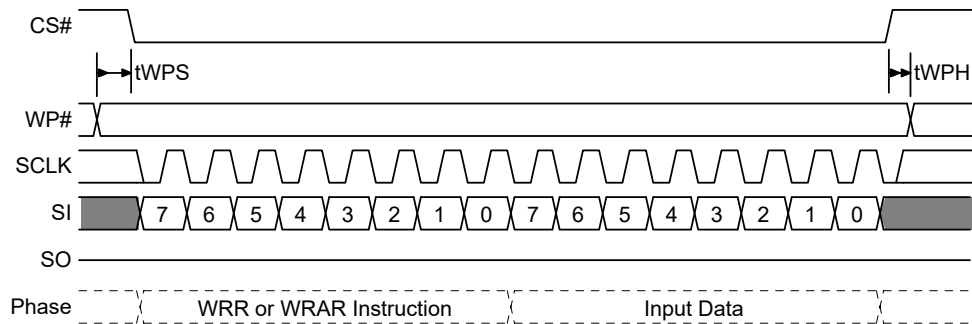 CS#
tWPS tWPH
WP#
SCLK
SI 7 6 5 4 3 2 1 0 7 6 5 4 3 2 1 0
SO
Phase WRR or WRAR Instruction Input Data